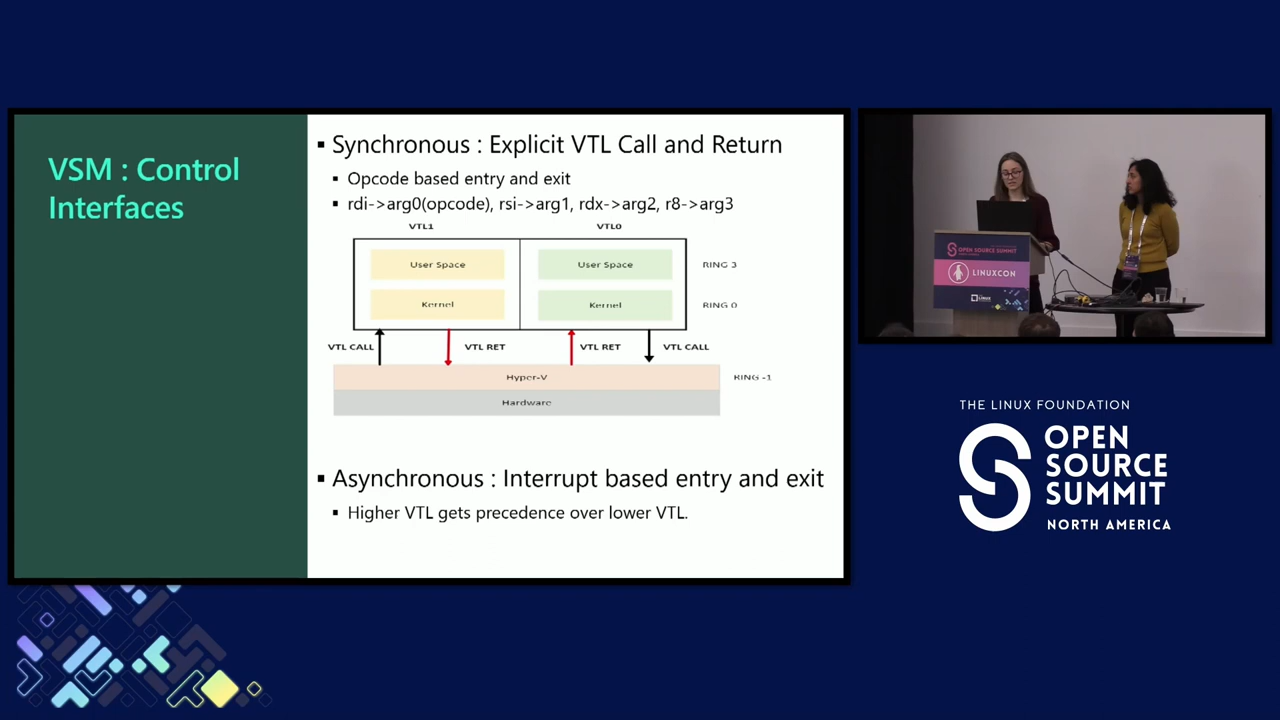 VSM : Control
Interfaces
▪ Synchronous : Explicit VTL Call and Return
▪ Opcode based entry and exit
▪ rdi->arg0(opcode), rsi->arg1, rdx->arg2, r8->arg3
VTL1 VTL0
User Space User Space RING 3
Kernel Kernel RING 0
VTL CALL VTL RET VTL RET VTL CALL
Hyper-V RING -1
Hardware
▪ Asynchronous : Interrupt based entry and exit
▪ Higher VTL gets precedence over lower VTL.
OPEN SOURCE SUMMIT
LINUXCON
THE LINUX FOUNDATION
OPEN
SOURCE
SUMMIT
NORTH AMERICA